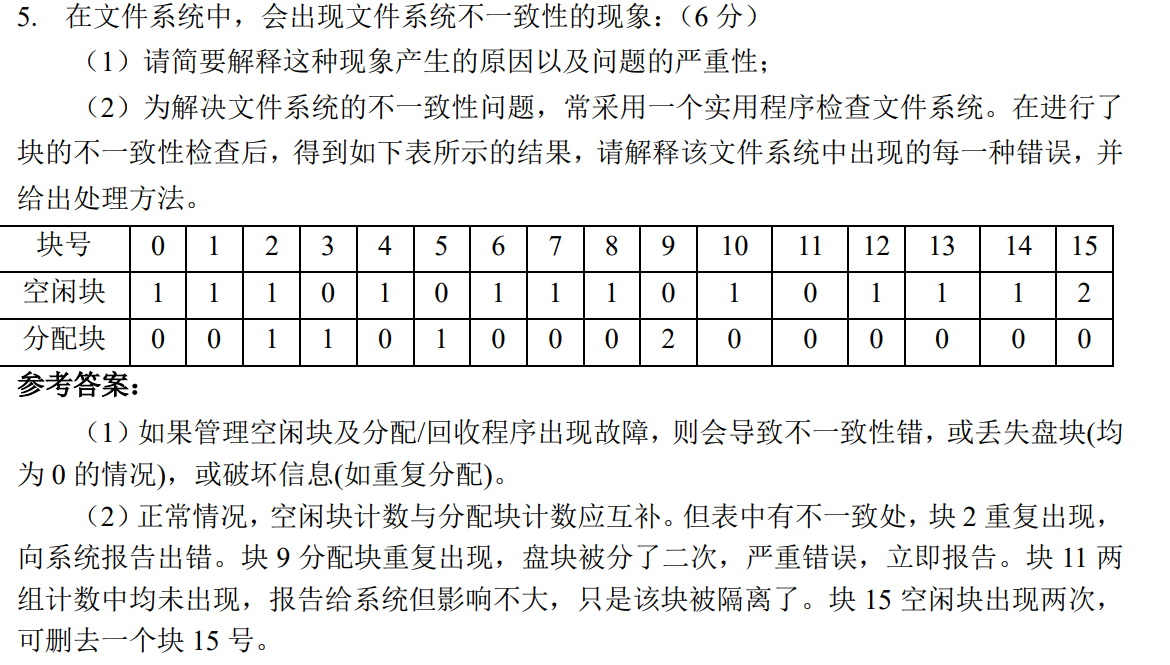 5. 在文件系统中，会出现文件系统不一致性的现象：（6 分）
（1）请简要解释这种现象产生的原因以及问题的严重性；
（2）为解决文件系统的不一致性问题，常采用一个实用程序检查文件系统。在进行了
块的不一致性检查后，得到如下表所示的结果，请解释该文件系统中出现的每一种错误，并
给出处理方法。
块号 0 1 2 3 4 5 6 7 8 9 10 11 12 13 14 15
空闲块 1 1 1 0 1 0 1 1 1 0 1 0 1 1 1 2
分配块 0 0 1 1 0 1 0 0 0 2 0 0 0 0 0 0
参考答案：
（1）如果管理空闲块及分配/回收程序出现故障，则会导致不一致性错，或丢失盘块(均
为 0 的情况)，或破坏信息(如重复分配)。
（2）正常情况，空闲块计数与分配块计数应互补。但表中有不一致处，块 2 重复出现，
向系统报告出错。块 9 分配块重复出现，盘块被分了二次，严重错误，立即报告。块 11 两
组计数中均未出现，报告给系统但影响不大，只是该块被隔离了。块 15 空闲块出现两次，
可删去一个块 15 号。